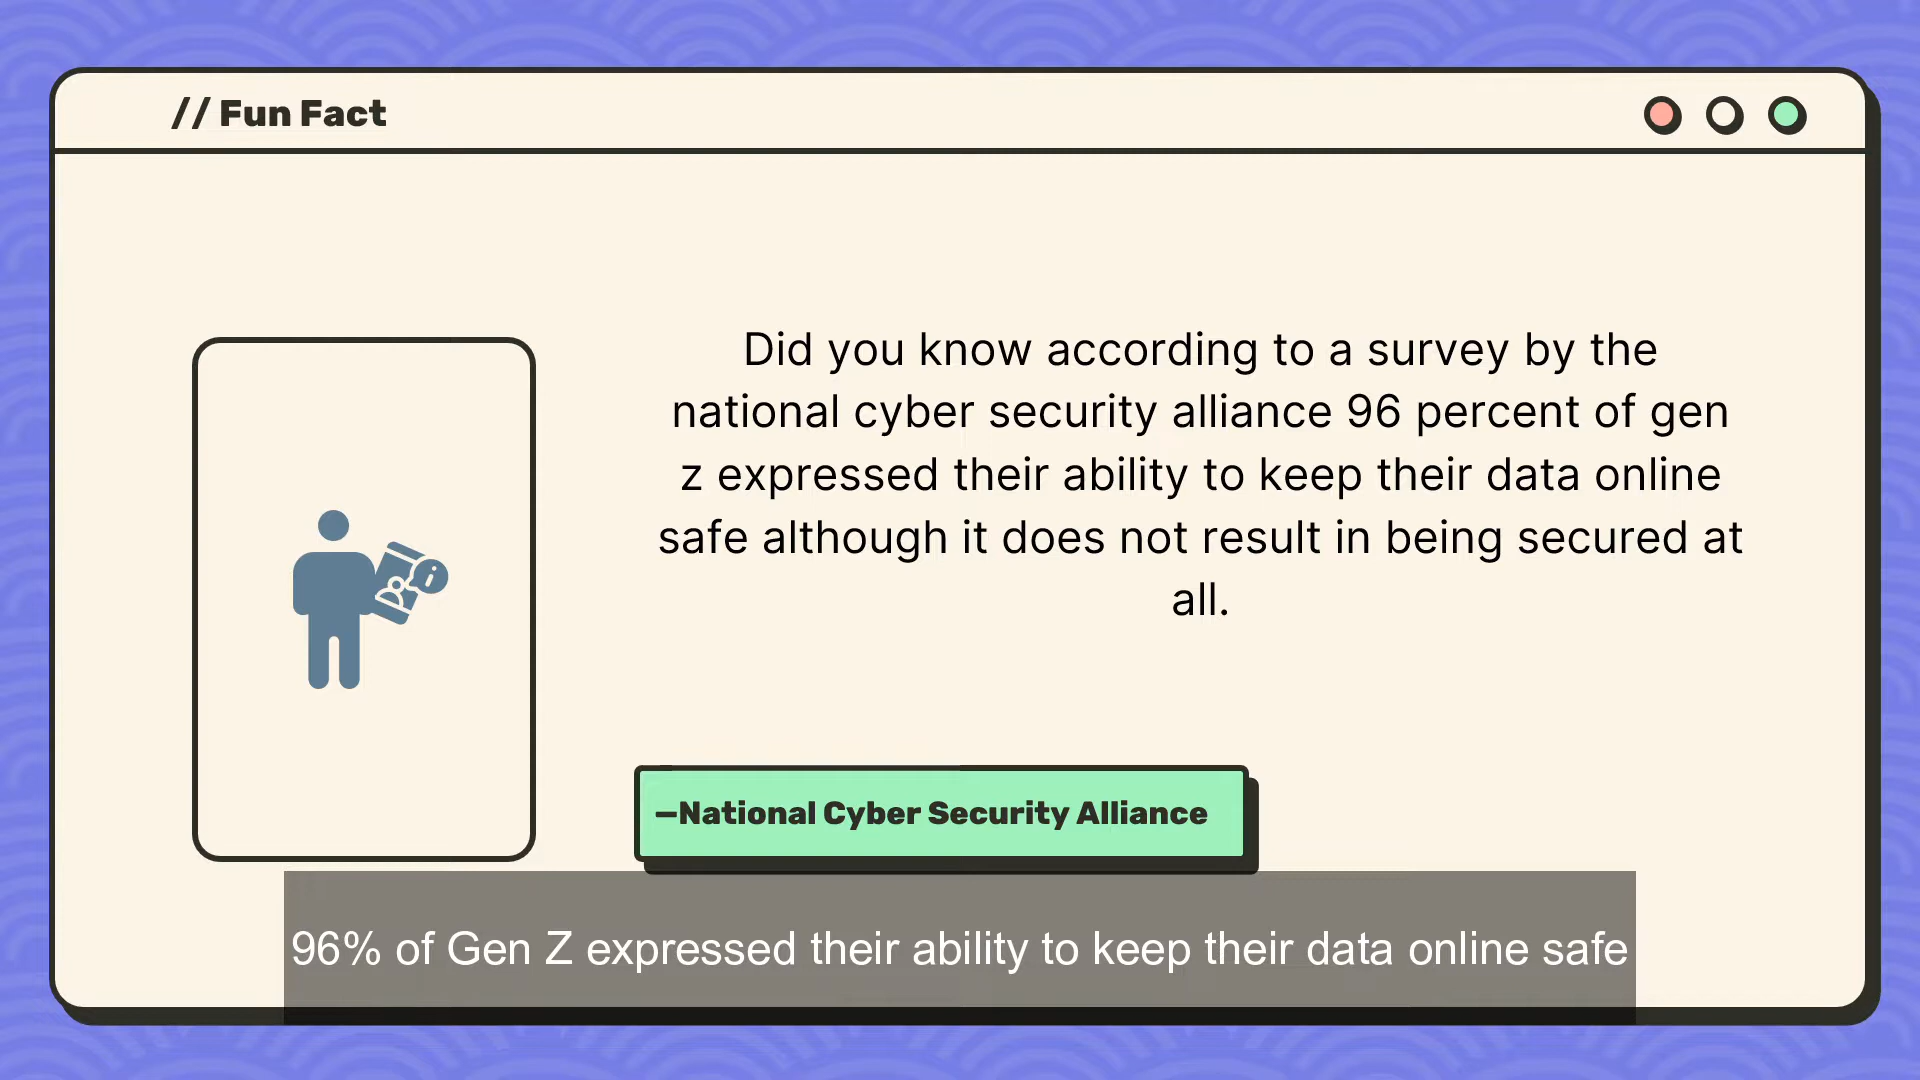 // Fun Fact
Did you know according to a survey by the
national cyber security alliance 96 percent of gen
z expressed their ability to keep their data online
safe although it does not result in being secured at
all.
—National Cyber Security Alliance
96% of Gen Z expressed their ability to keep their data online safe